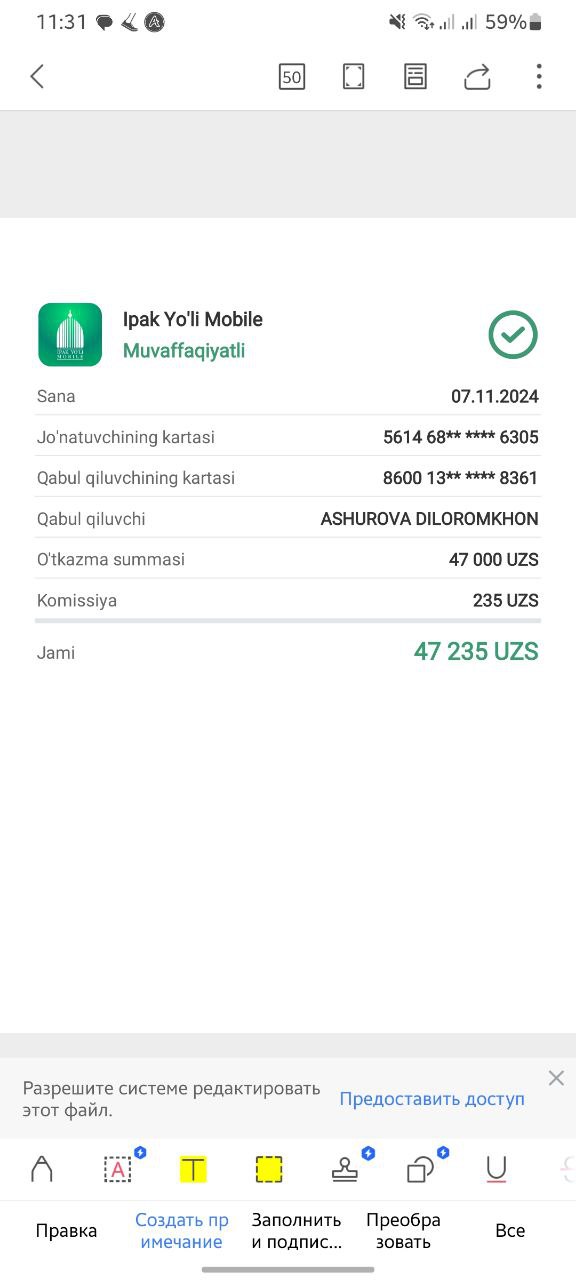 11:31
59%
50
Ipak Yo'li Mobile
Muvaffaqiyatli
IPAK YO'LI
MOBILE
Sana 07.11.2024
Jo'natuvchining kartasi 5614 68** **** 6305
Qabul qiluvchining kartasi 8600 13** **** 8361
Qabul qiluvchi ASHUROVA DILOROMKHON
O'tkazma summasi 47 000 UZS
Komissiya 235 UZS
Jami 47 235 UZS
Разрешите системе редактировать
этот файл.
Предоставить доступ
A T U S
Правка
Создать пр
имечание
Заполнить
и подпис...
Преобра
зовать
Все